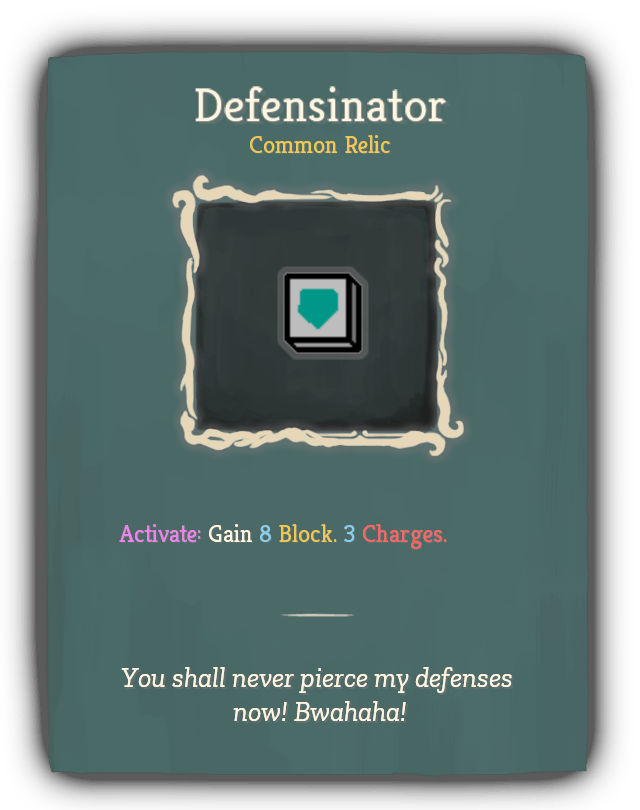 Defensinator
Common Relic
Activate: Gain 8 Block. 3 Charges.
You shall never pierce my defenses
now! Bwahaha!